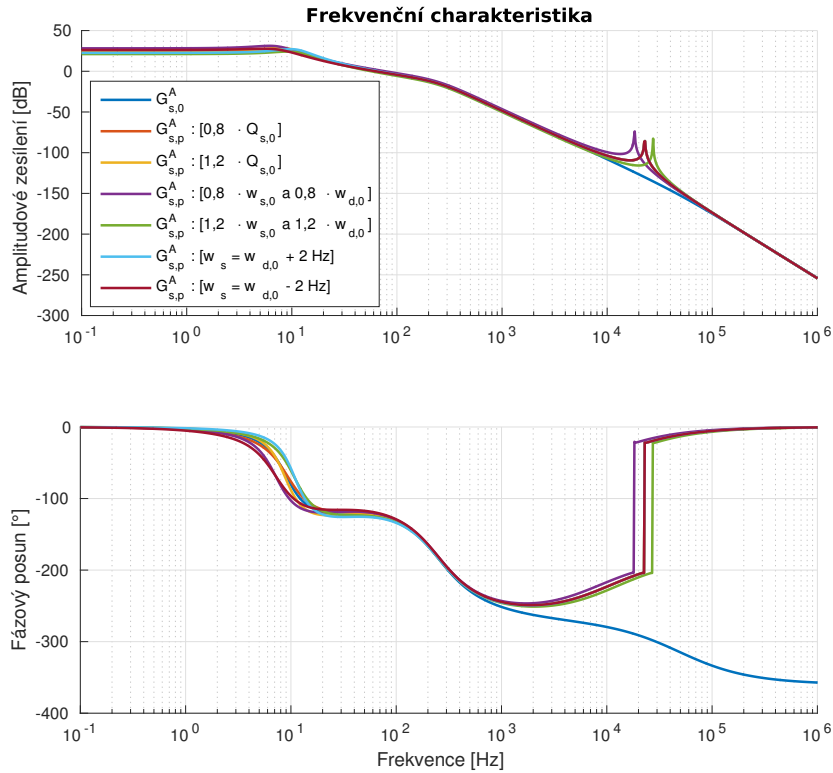 Frekvenční charakteristika
Amplitudové zesílení [dB]
50
0
-50
-100
-150
-200
-250
-300
G^A_s,0
G^A_s,p : [0,8 · Q_s,0]
G^A_s,p : [1,2 · Q_s,0]
G^A_s,p : [0,8 · w_s,0 a 0,8 · w_d,0]
G^A_s,p : [1,2 · w_s,0 a 1,2 · w_d,0]
G^A_s,p : [w_s = w_d,0 + 2 Hz]
G^A_s,p : [w_s = w_d,0 - 2 Hz]
10^-1 10^0 10^1 10^2 10^3 10^4 10^5 10^6
Fázový posun [°]
0
-100
-200
-300
-400
10^-1 10^0 10^1 10^2 10^3 10^4 10^5 10^6
Frekvence [Hz]